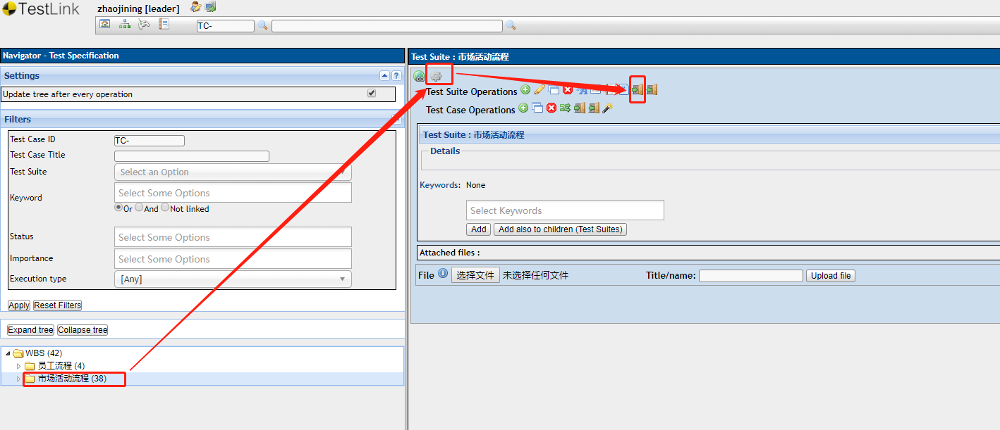 TestLink
zhaojining [leader]
TC-
Navigator - Test Specification
Settings
?
Update tree after every operation
Filters
Test Case ID
TC-
Test Case Title
Test Suite
Select an Option
Keyword
Select Some Options
Or And Not linked
Status
Select Some Options
Importance
Select Some Options
Execution type
[Any]
Apply Reset Filters
Expand tree Collapse tree
WBS (42)
员工流程 (4)
市场活动流程 (38)
Test Suite : 市场活动流程
Test Suite Operations
Test Case Operations
Test Suite : 市场活动流程
Details
Keywords: None
Select Keywords
Add Add also to children (Test Suites)
Attached files :
File 选择文件 未选择任何文件 Title/name: Upload file